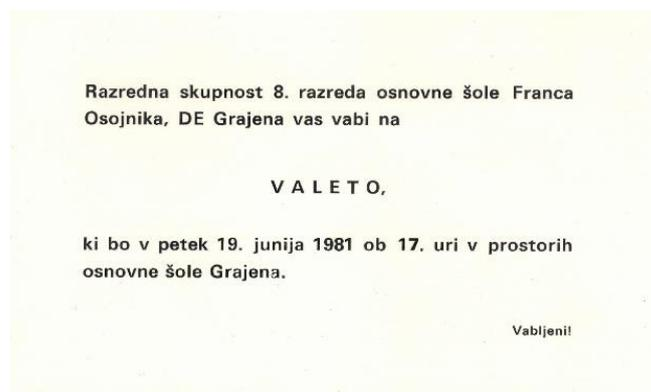 Razredna skupnost 8. razreda osnovne šole Franca
Osojnika, DE Grajena vas vabi na
VALETO,
ki bo v petek 19. junija 1981 ob 17. uri v prostorih
osnovne šole Grajena.
Vabljeni!